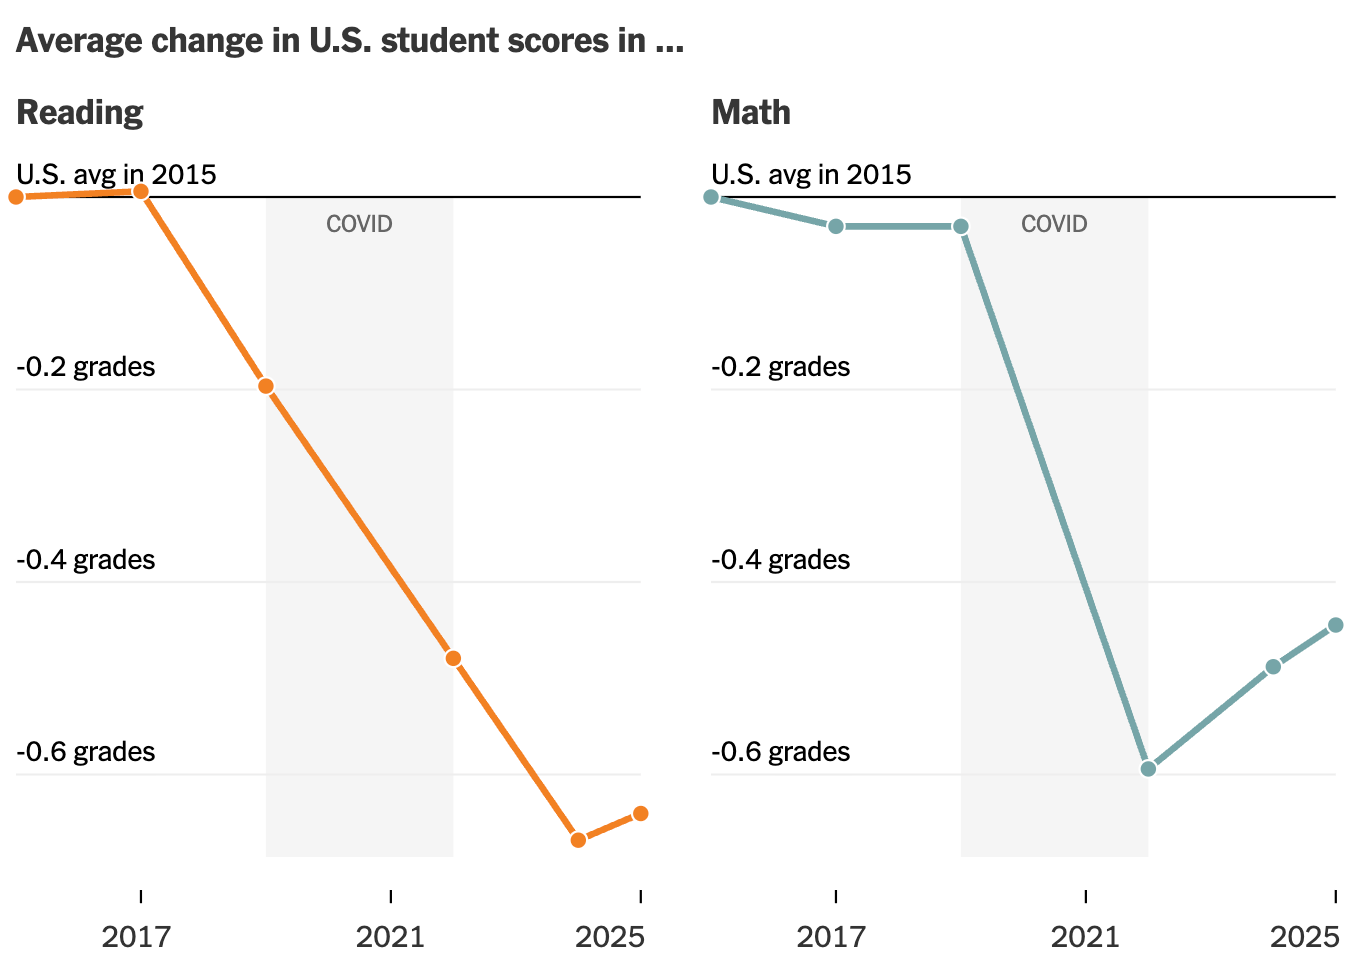 Average change in U.S. student scores in ...
Reading
U.S. avg in 2015
COVID
-0.2 grades
-0.4 grades
-0.6 grades
2017
2021
2025
Math
U.S. avg in 2015
COVID
-0.2 grades
-0.4 grades
-0.6 grades
2017
2021
2025